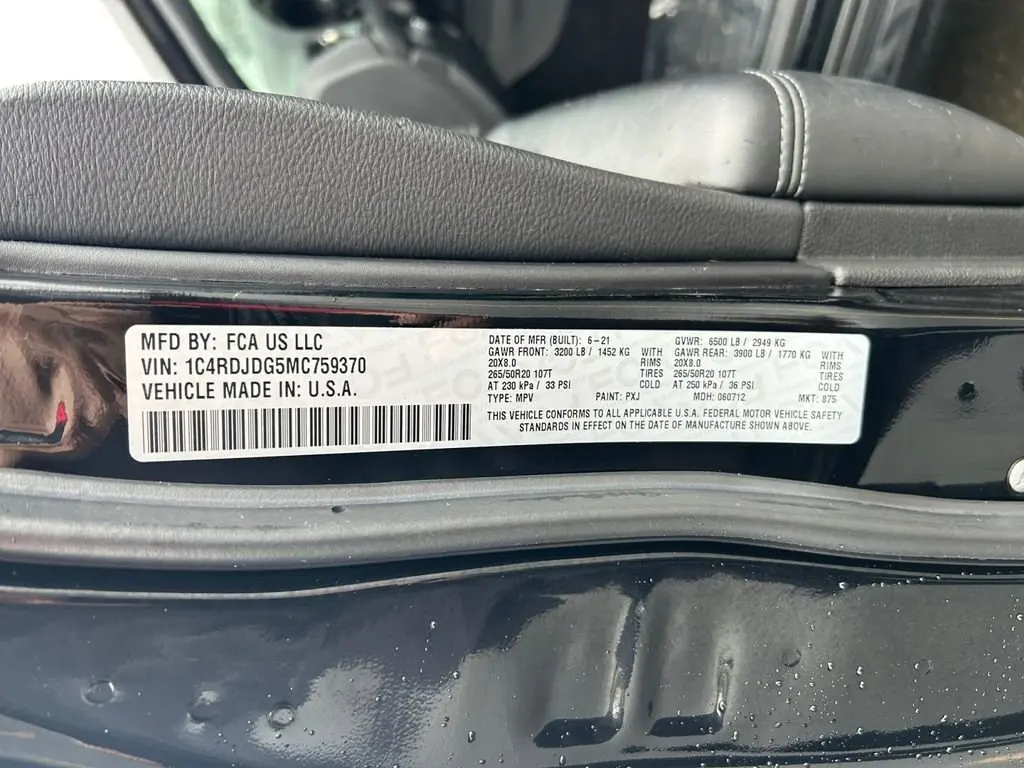 MFD BY: FCA US LLC
VIN: 1C4RDJDG5MC759370
VEHICLE MADE IN: U.S.A.
DATE OF MFR (BUILT): 6-21
GVWR: 6500 LB / 2949 KG
GAWR FRONT: 3200 LB / 1452 KG WITH
20X8.0 RIMS
265/50R20 107T TIRES
AT 230 kPa / 33 PSI COLD
GAWR REAR: 3900 LB / 1770 KG WITH
20X8.0 RIMS
265/50R20 107T TIRES
AT 250 kPa / 36 PSI COLD
TYPE: MPV PAINT: PXJ MDH: 060712 MKT: 875
THIS VEHICLE CONFORMS TO ALL APPLICABLE U.S.A. FEDERAL MOTOR VEHICLE SAFETY
STANDARDS IN EFFECT ON THE DATE OF MANUFACTURE SHOWN ABOVE.